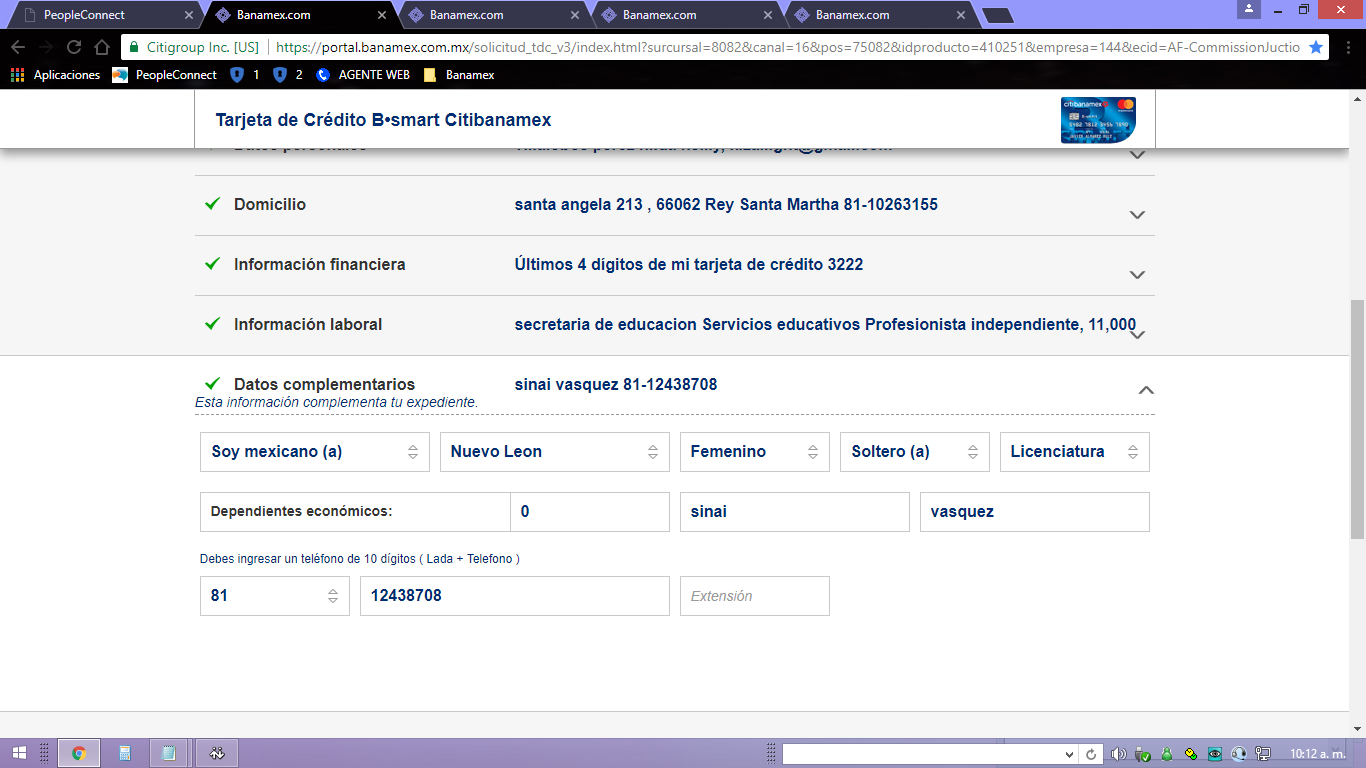 PeopleConnect
Banamex.com
Banamex.com
Banamex.com
Banamex.com
Citigroup Inc. [US]
https://portal.banamex.com.mx/solicitud_tdc_v3/index.html?sursursal=8082&canal=16&pos=75082&idproducto=410251&empresa=144&ecid=AF-CommissionJuctio
Aplicaciones
PeopleConnect
1
2
AGENTE WEB
Banamex
Tarjeta de Crédito B•smart Citibanamex
citibanamex
Domicilio
santa angela 213 , 66062 Rey Santa Martha 81-10263155
Información financiera
Últimos 4 dígitos de mi tarjeta de crédito 3222
Información laboral
secretaria de educacion Servicios educativos Profesionista independiente, 11,000
Datos complementarios
sinai vasquez 81-12438708
Esta información complementa tu expediente.
Soy mexicano (a)
Nuevo Leon
Femenino
Soltero (a)
Licenciatura
Dependientes económicos:
0
sinai
vasquez
Debes ingresar un teléfono de 10 dígitos ( Lada + Telefono )
81
12438708
Extensión
10:12 a. m.